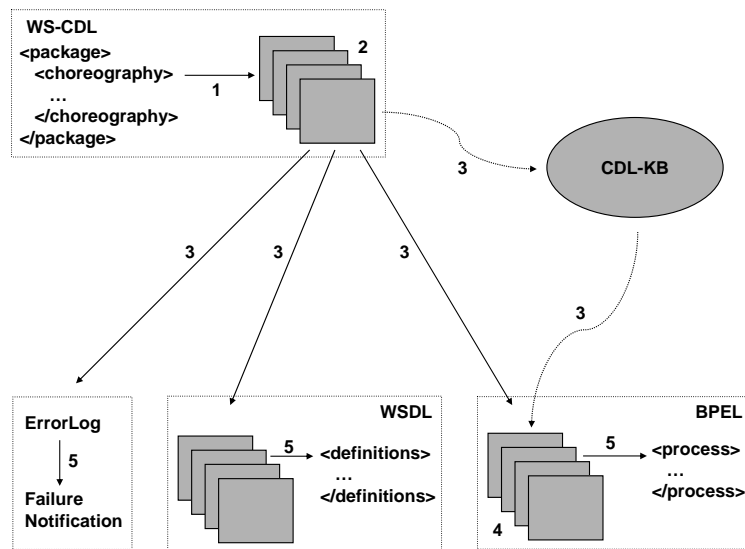 WS-CDL
<package>
<choreography>
…
</choreography>
</package>
1
2
3
CDL-KB
3
3
3
3
ErrorLog
5
Failure
Notification
WSDL
5
<definitions>
…
</definitions>
BPEL
5
<process>
…
</process>
4